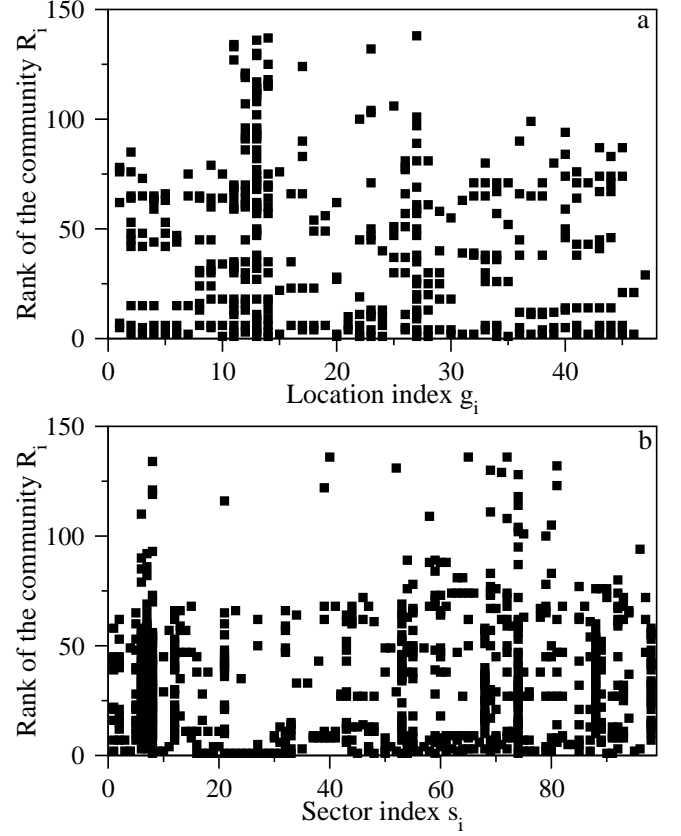 a
150
100
50
0
Rank of the community R_i
0 10 20 30 40
Location index g_i
b
150
100
50
0
Rank of the community R_i
0 20 40 60 80
Sector index s_i